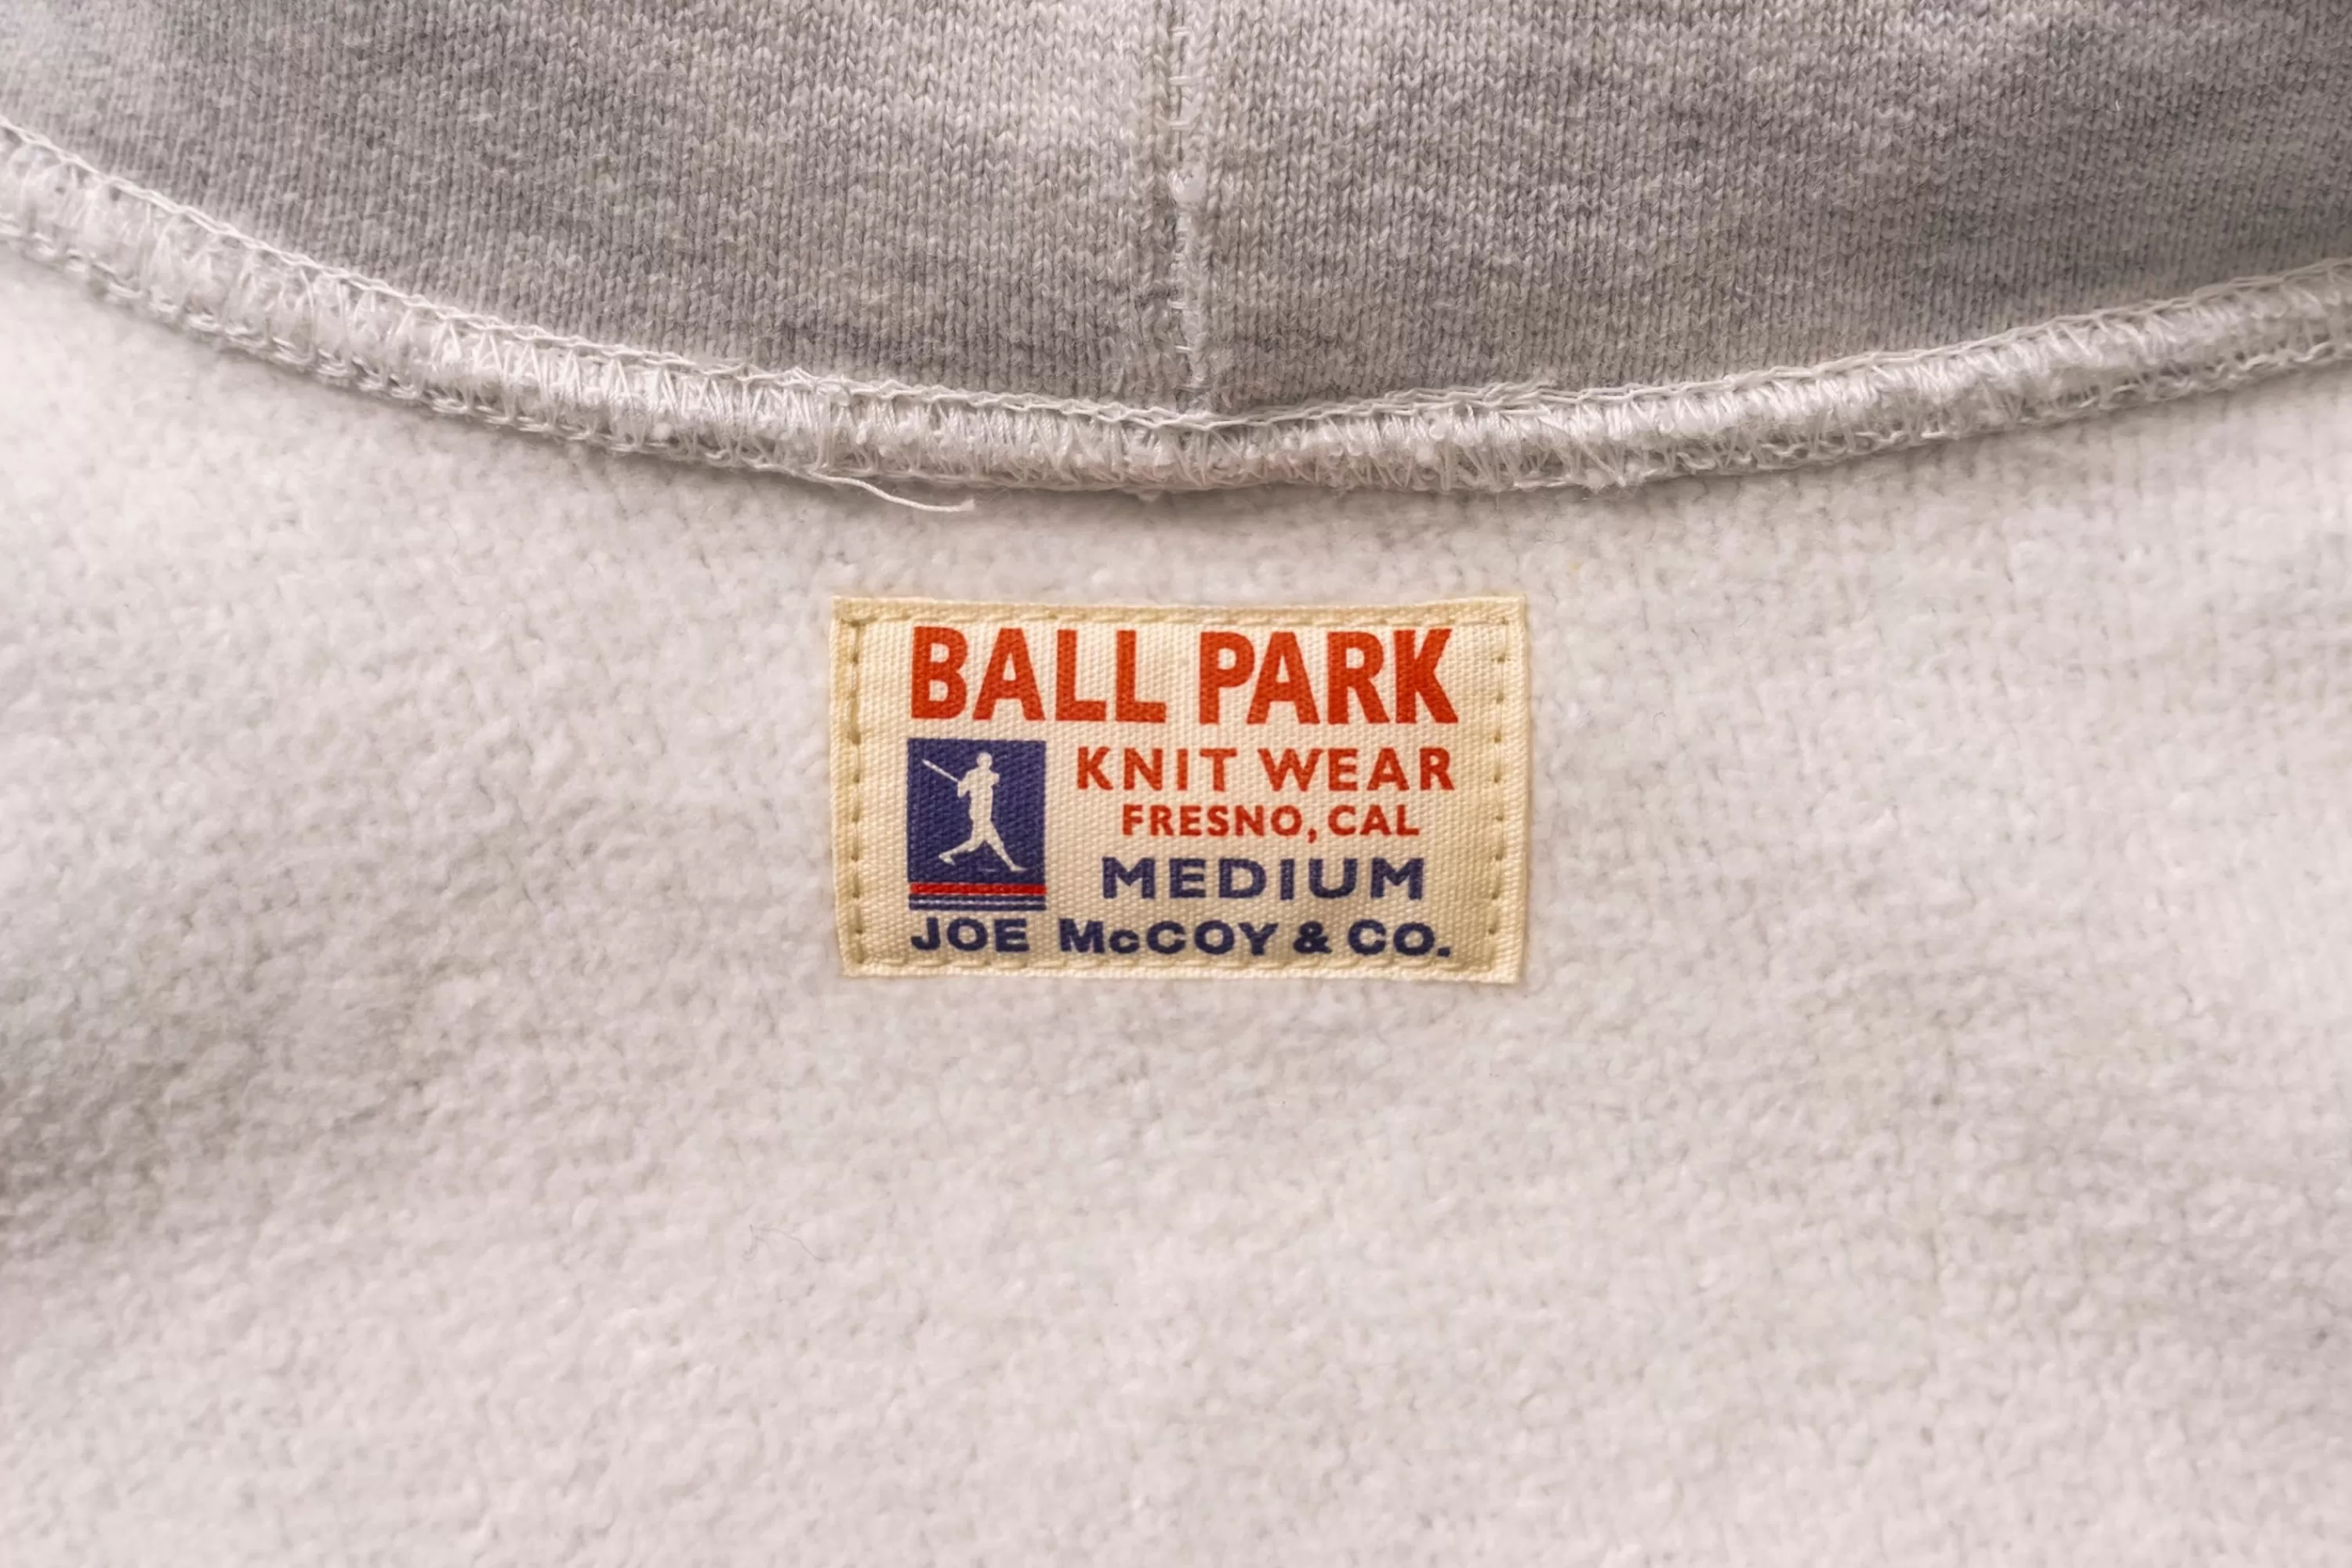 BALL PARK
KNIT WEAR
FRESNO, CAL
MEDIUM
JOE McCOY & CO.